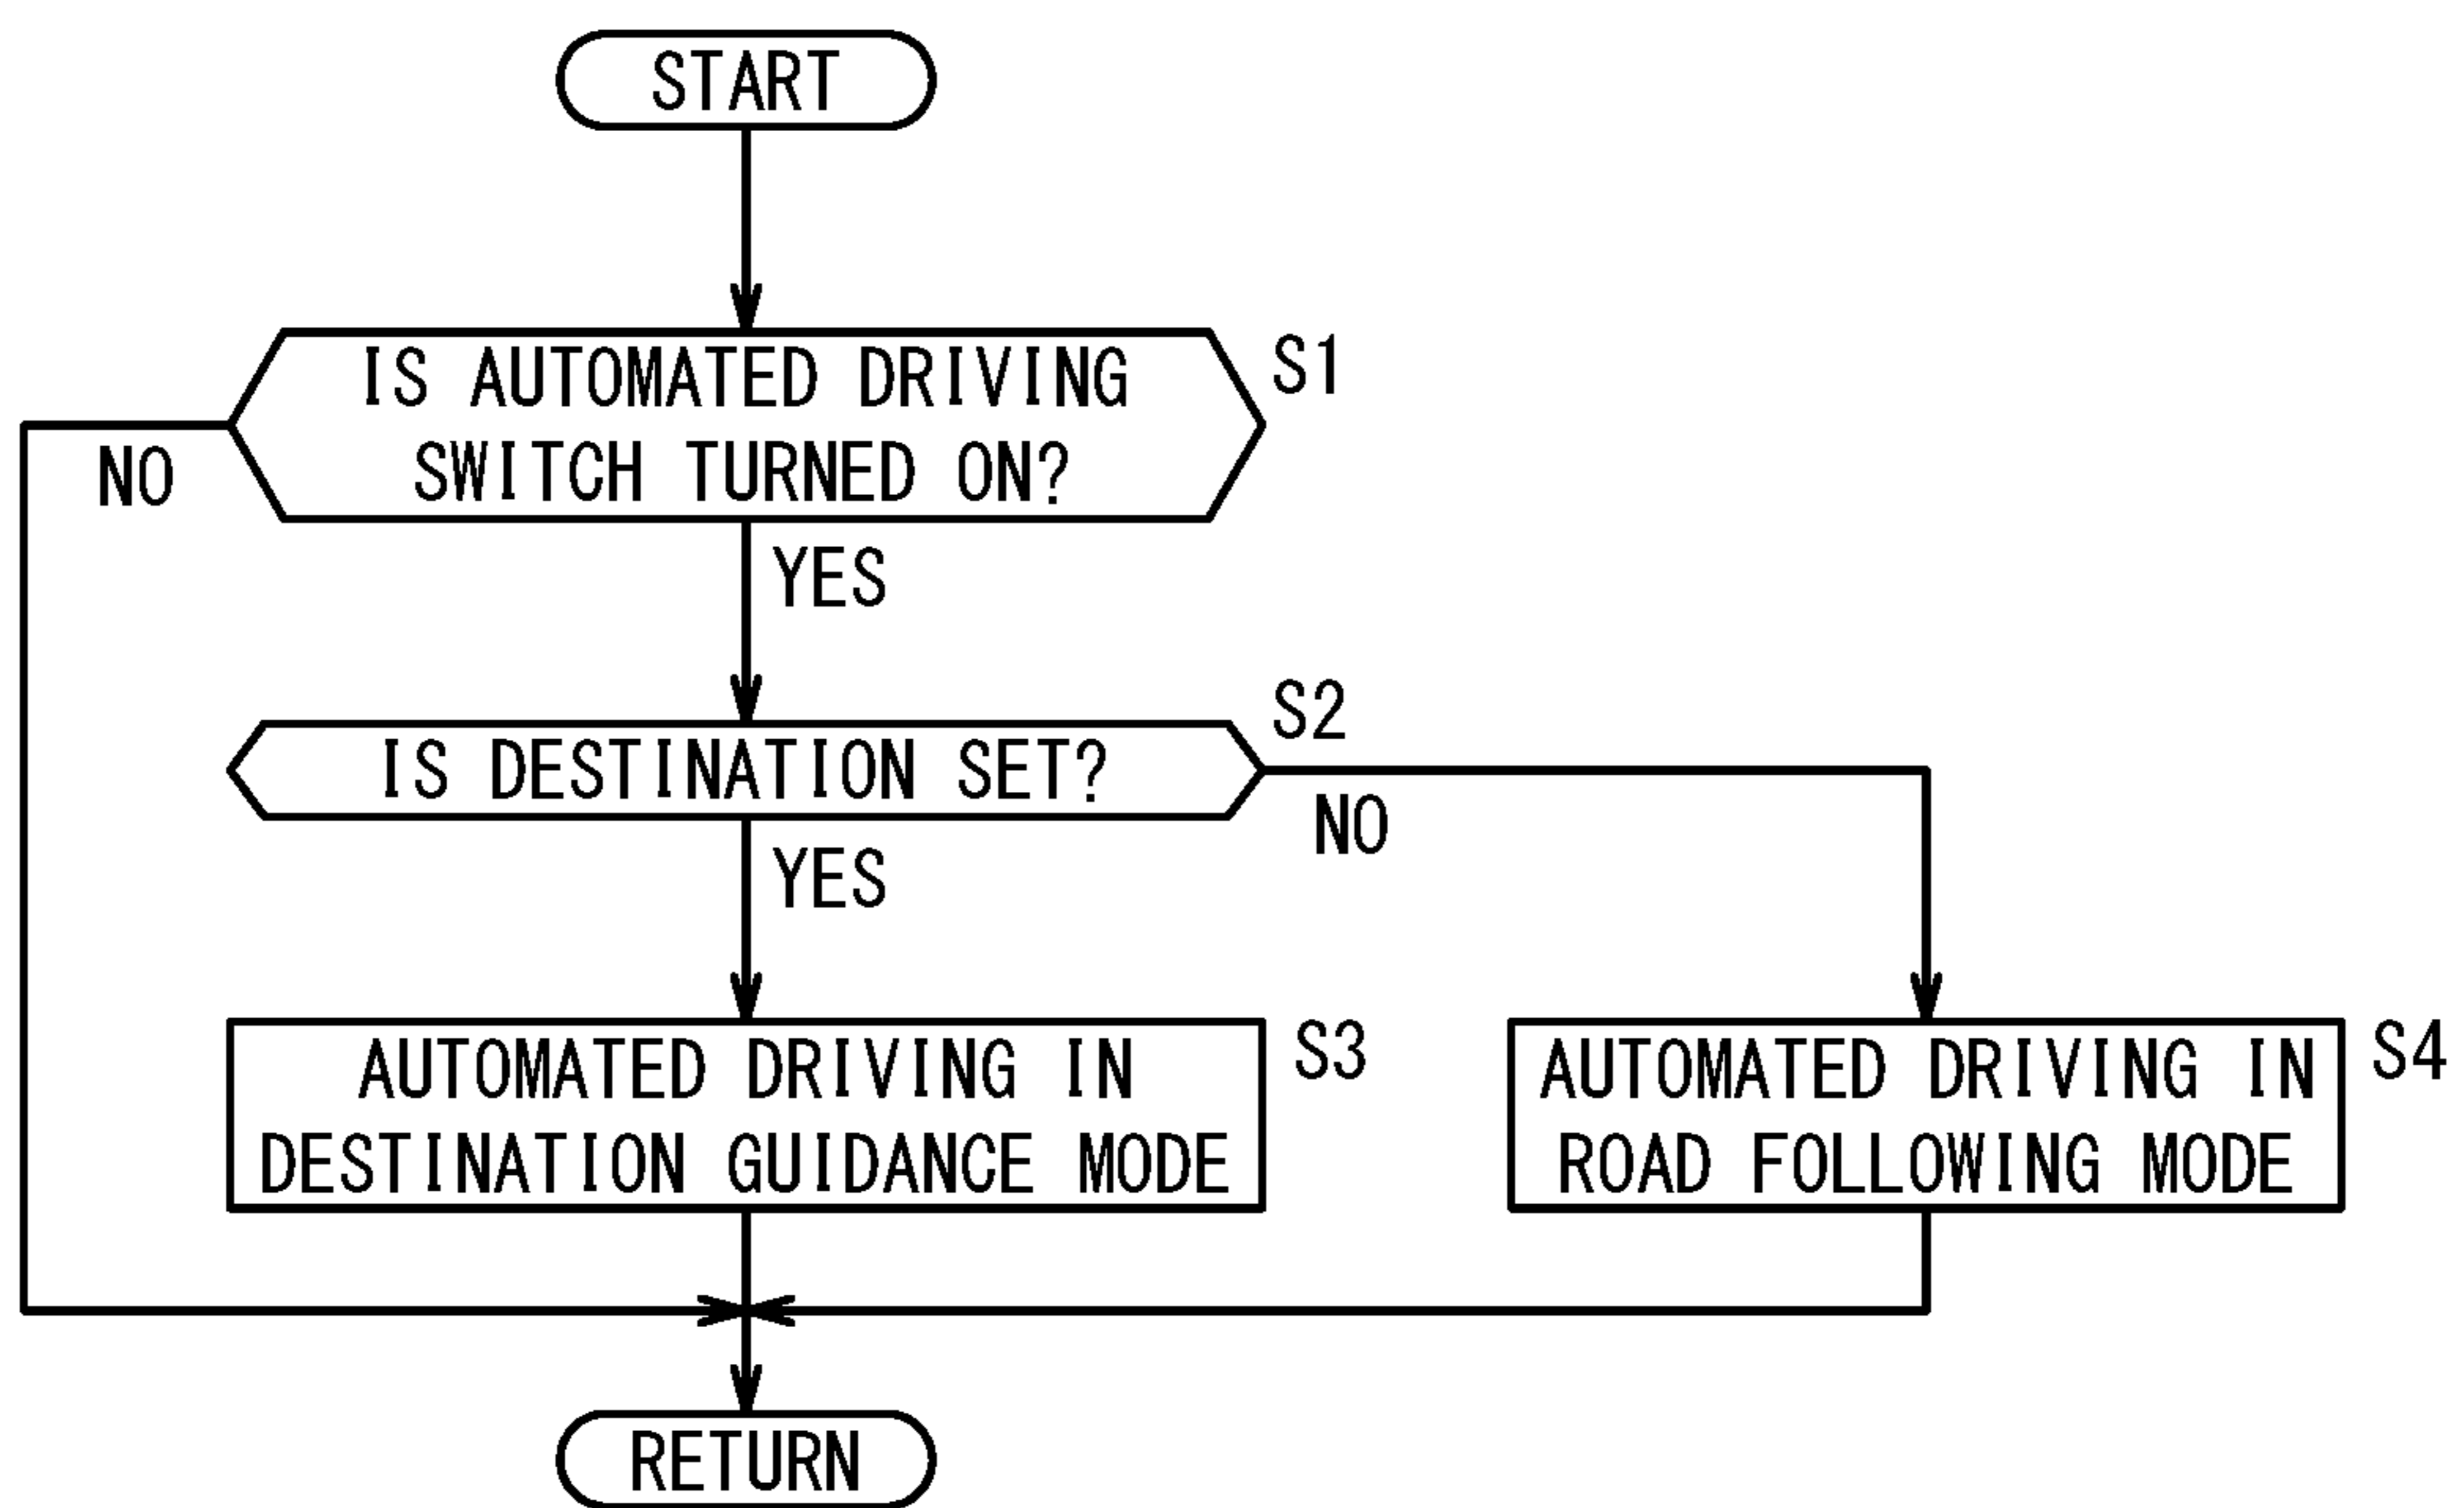 START
IS AUTOMATED DRIVING
SWITCH TURNED ON?
S1
NO
YES
IS DESTINATION SET?
S2
NO
YES
AUTOMATED DRIVING IN
DESTINATION GUIDANCE MODE
S3
AUTOMATED DRIVING IN
ROAD FOLLOWING MODE
S4
RETURN